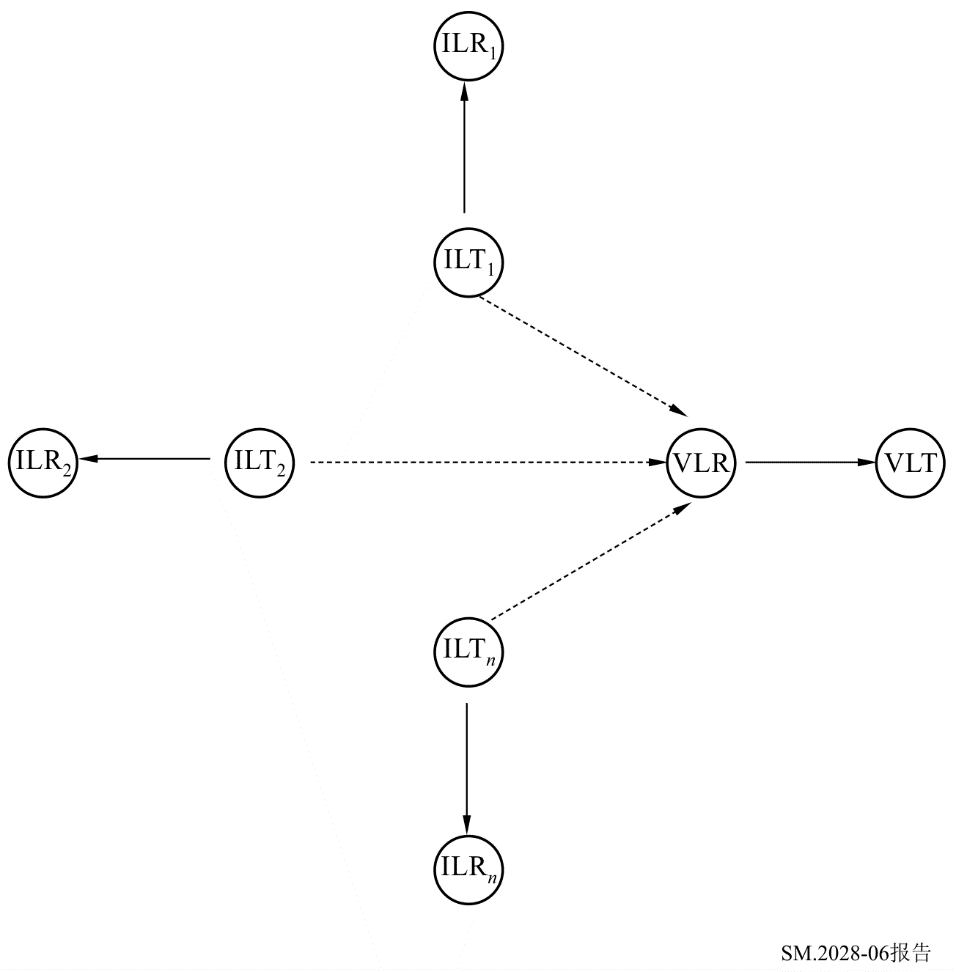 ILR₁
ILT₁
ILR₂ ILT₂ VLR VLT
ILTₙ
ILRₙ
SM.2028-06报告